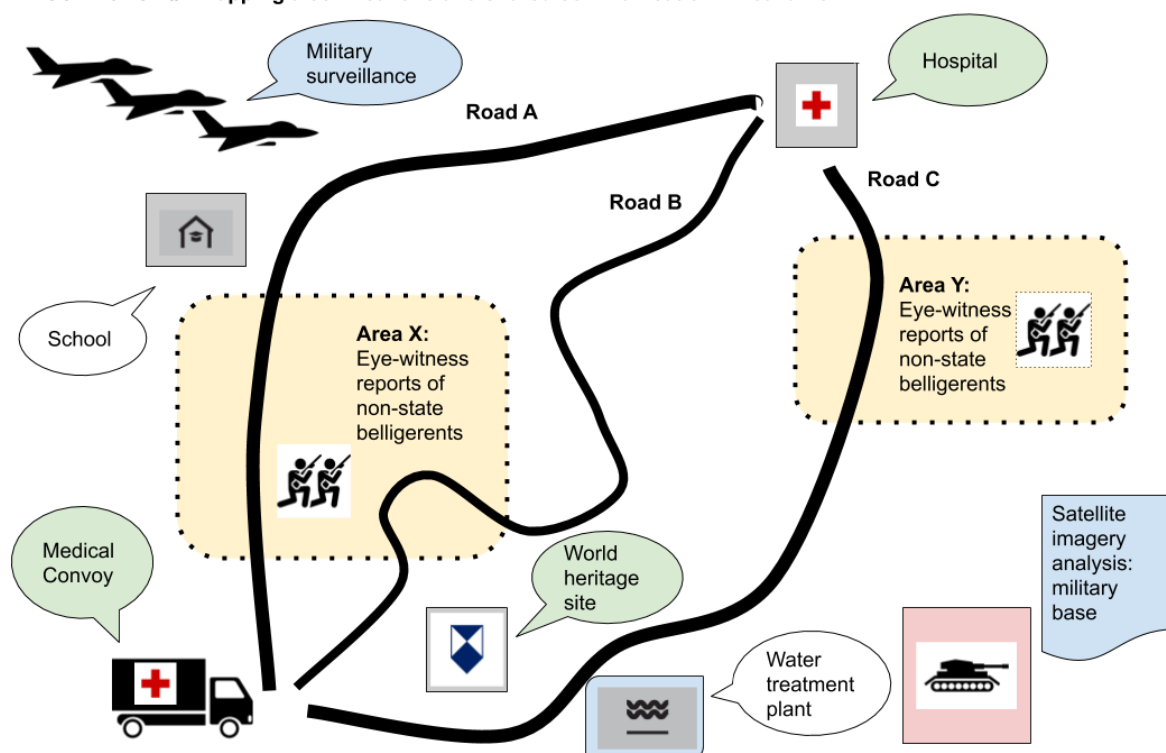 Military
surveillance
Hospital
Road A
Road C
Road B
School
Area X:
Eye-witness
reports of
non-state
belligerents
Area Y:
Eye-witness
reports of
non-state
belligerents
Medical
Convoy
World
heritage
site
Satellite
imagery
analysis:
military
base
Water
treatment
plant